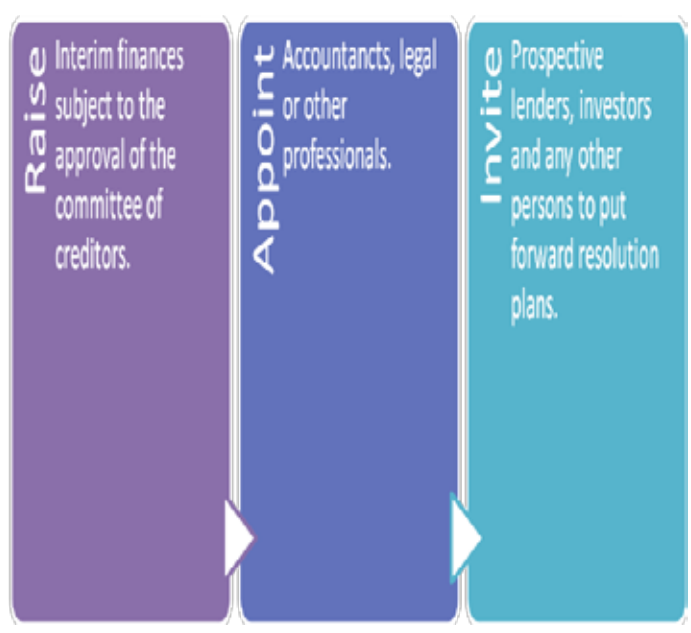 Raise
Interim finances
subject to the
approval of the
committee of
creditors.
Appoint
Accountancts, legal
or other
professionals.
Invite
Prospective
lenders, investors
and any other
persons to put
forward resolution
plans.